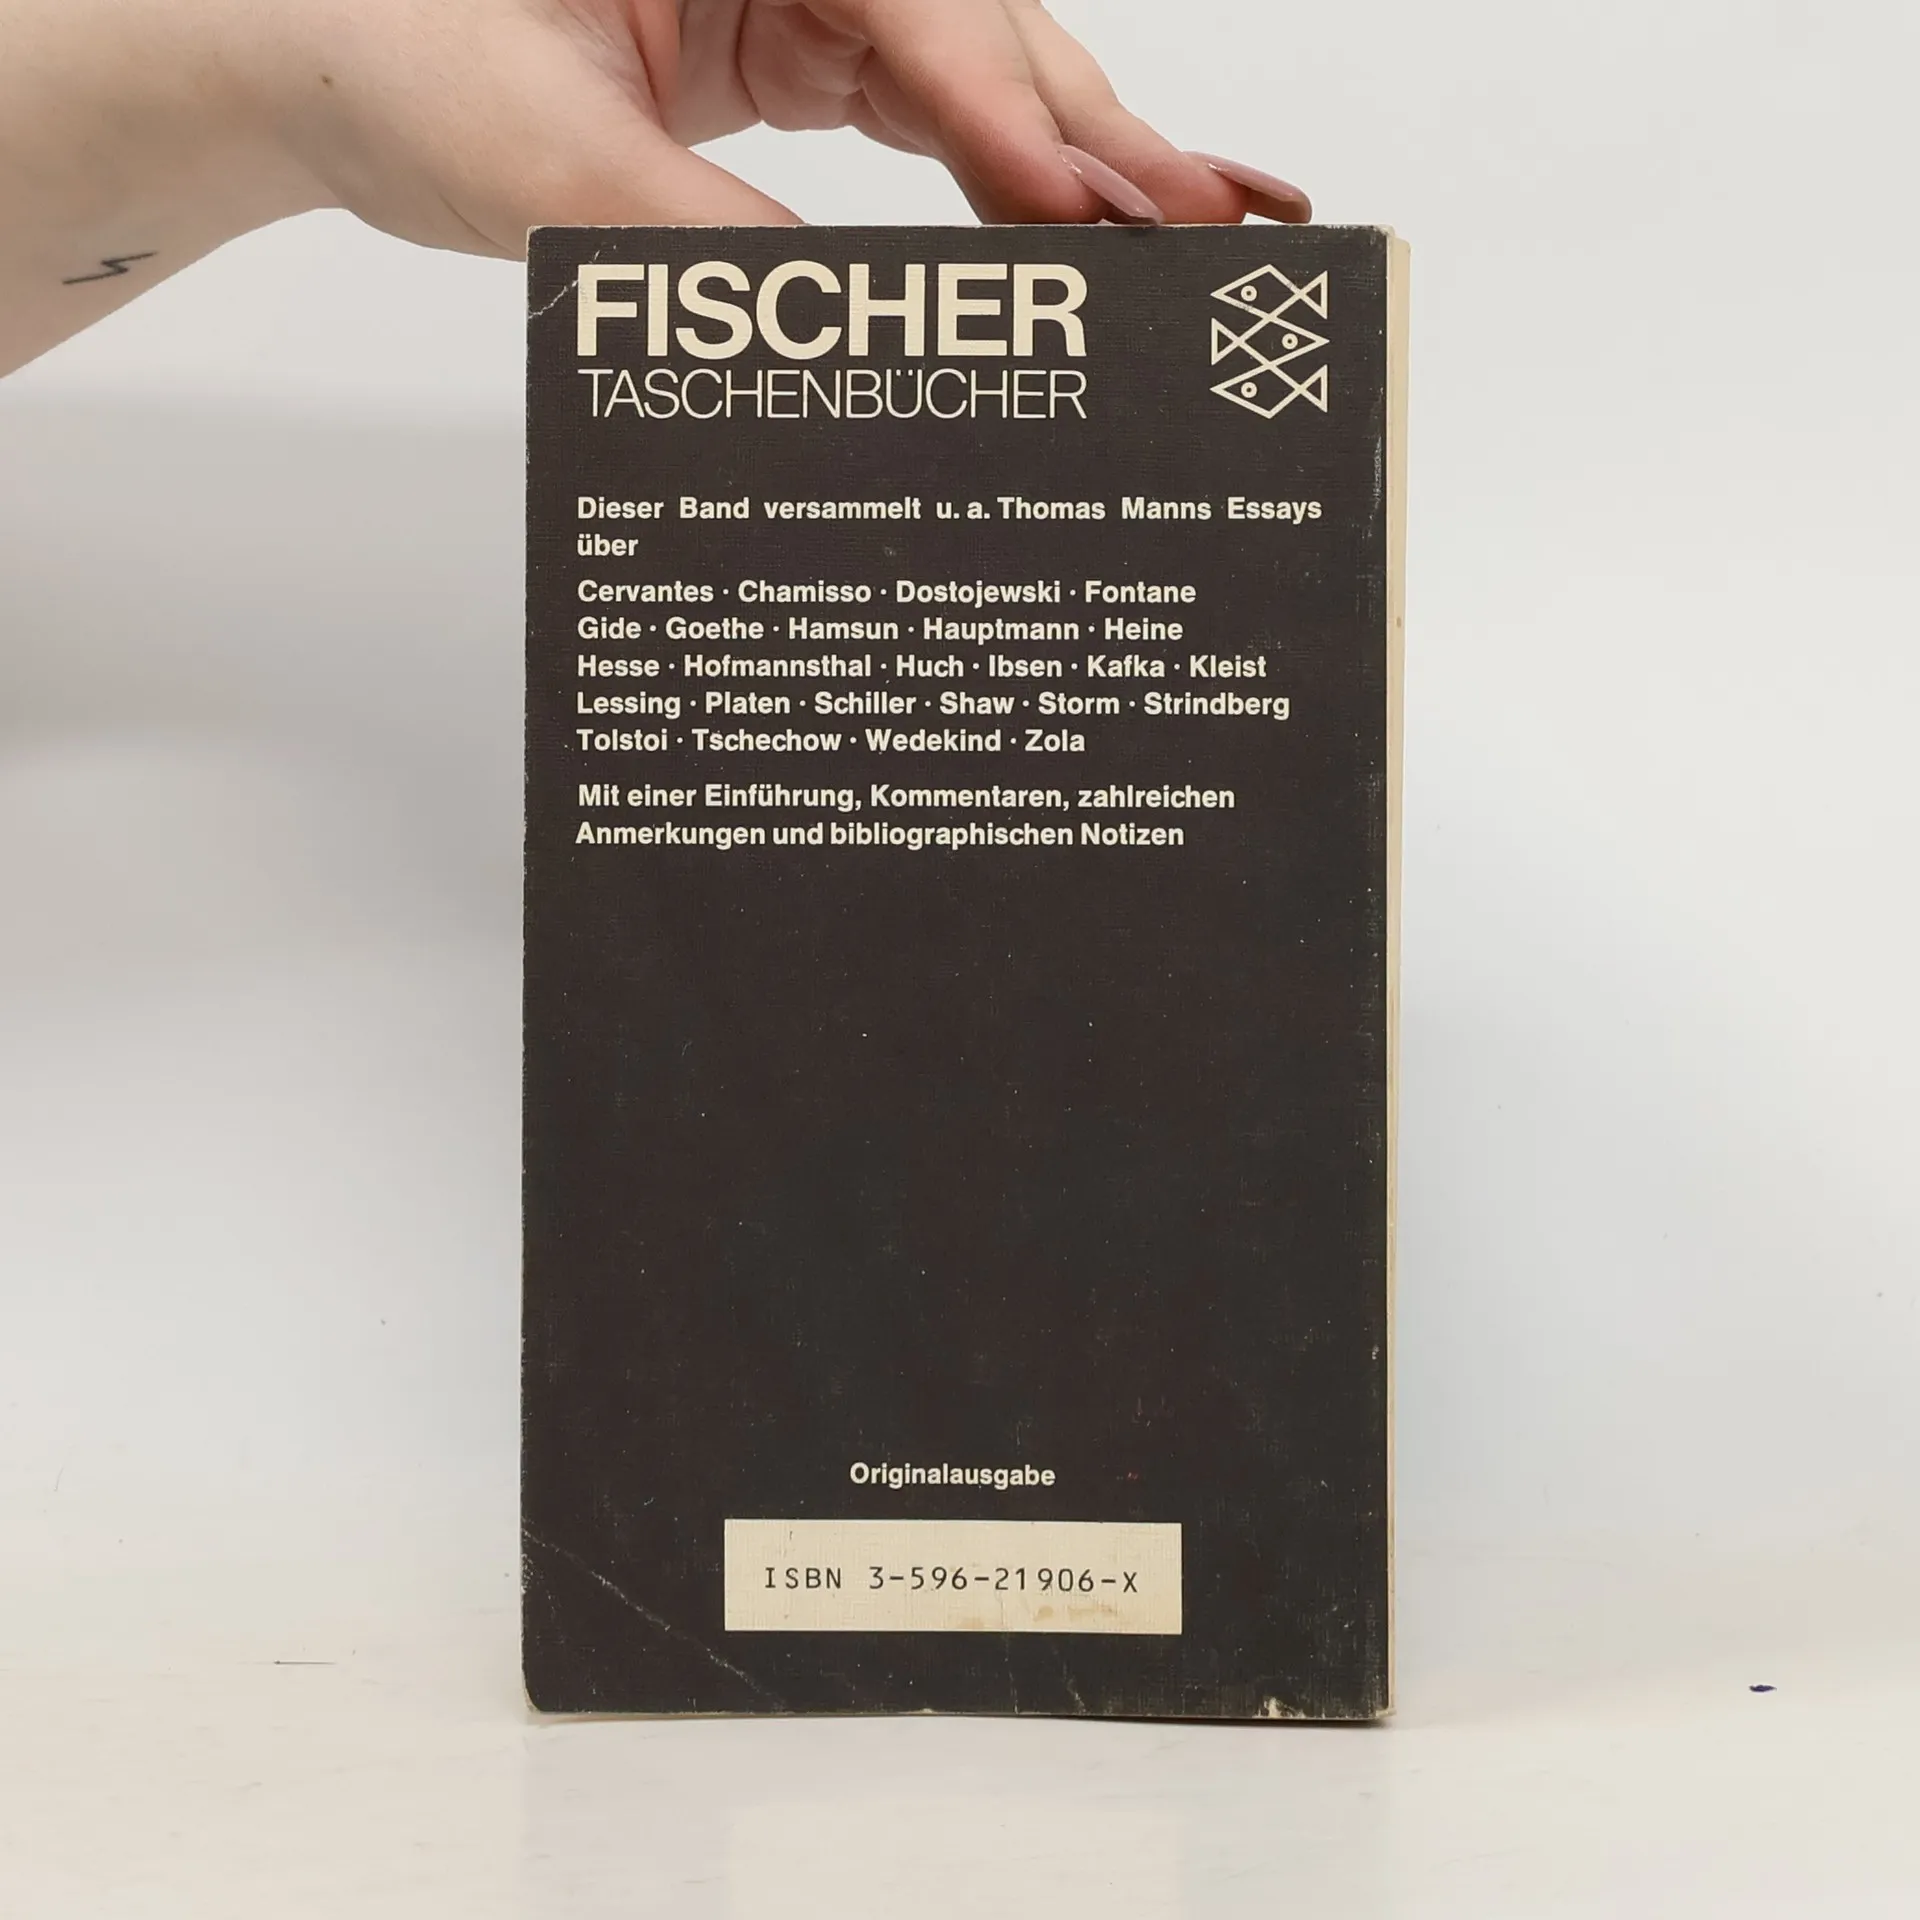 FISCHER
TASCHENBÜCHER
Dieser Band versammelt u. a. Thomas Manns Essays
über
Cervantes · Chamisso · Dostojewski · Fontane
Gide · Goethe · Hamsun · Hauptmann · Heine
Hesse · Hofmannsthal · Huch · Ibsen · Kafka · Kleist
Lessing · Platen · Schiller · Shaw · Storm · Strindberg
Tolstoi · Tschechow · Wedekind · Zola
Mit einer Einführung, Kommentaren, zahlreichen
Anmerkungen und bibliographischen Notizen
Originalausgabe
ISBN 3-596-21906-X